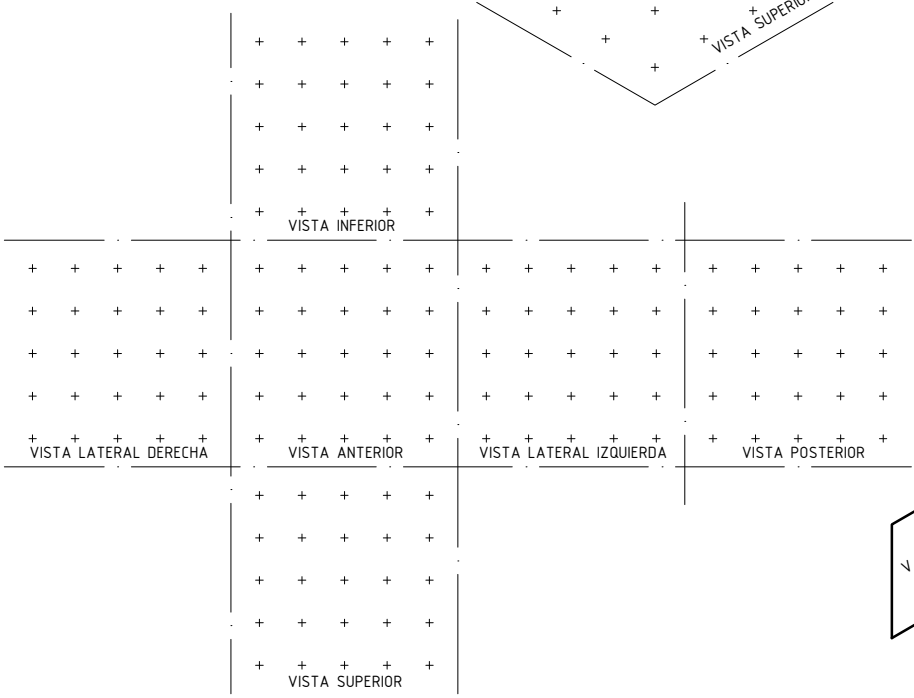 VISTA SUPERIOR
VISTA INFERIOR
VISTA LATERAL DERECHA
VISTA ANTERIOR
VISTA LATERAL IZQUIERDA
VISTA POSTERIOR
V
VISTA SUPERIOR